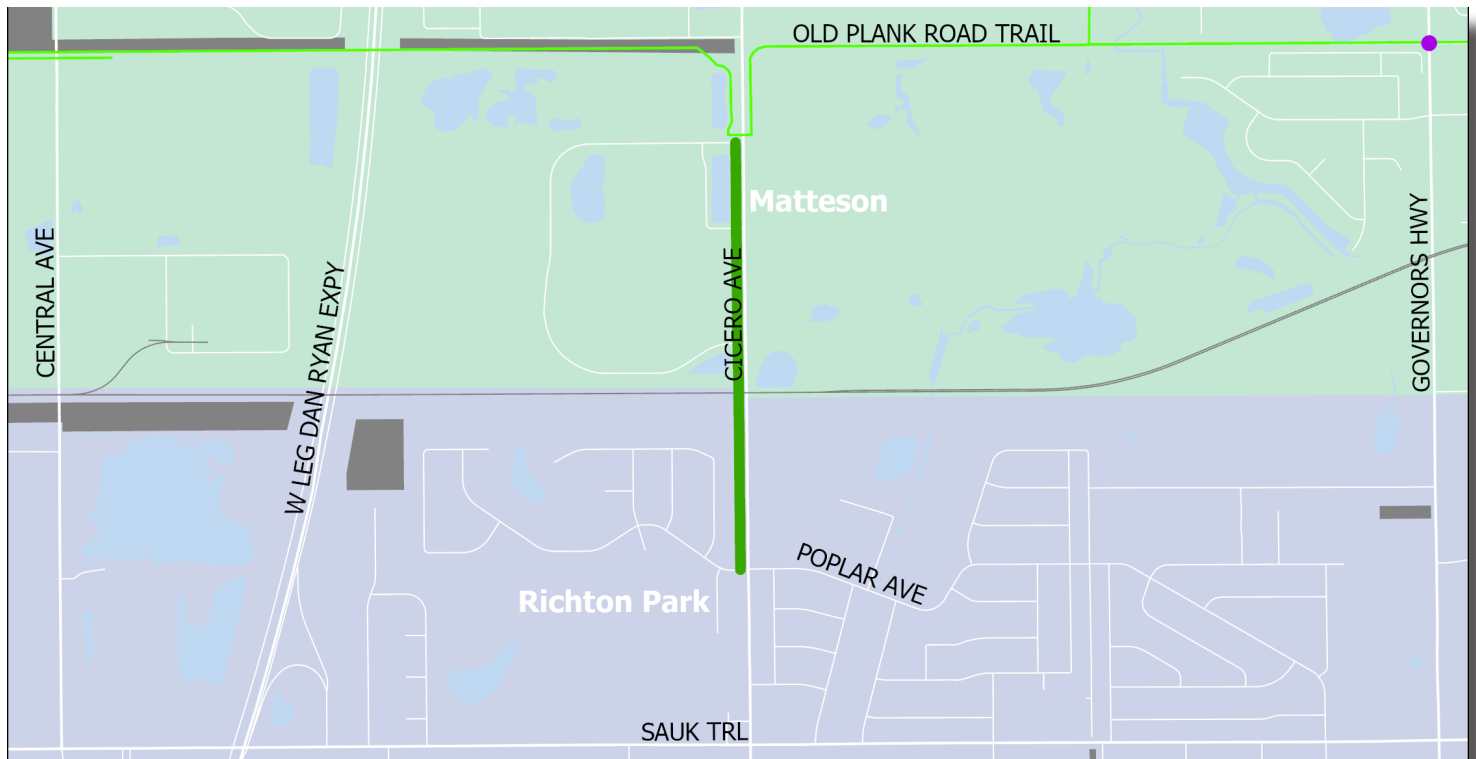 OLD PLANK ROAD TRAIL
Matteson
CENTRAL AVE
W LEG DAN RYAN EXPY
CICERO AVE
GOVERNORS HWY
POPLAR AVE
Richton Park
SAUK TRL